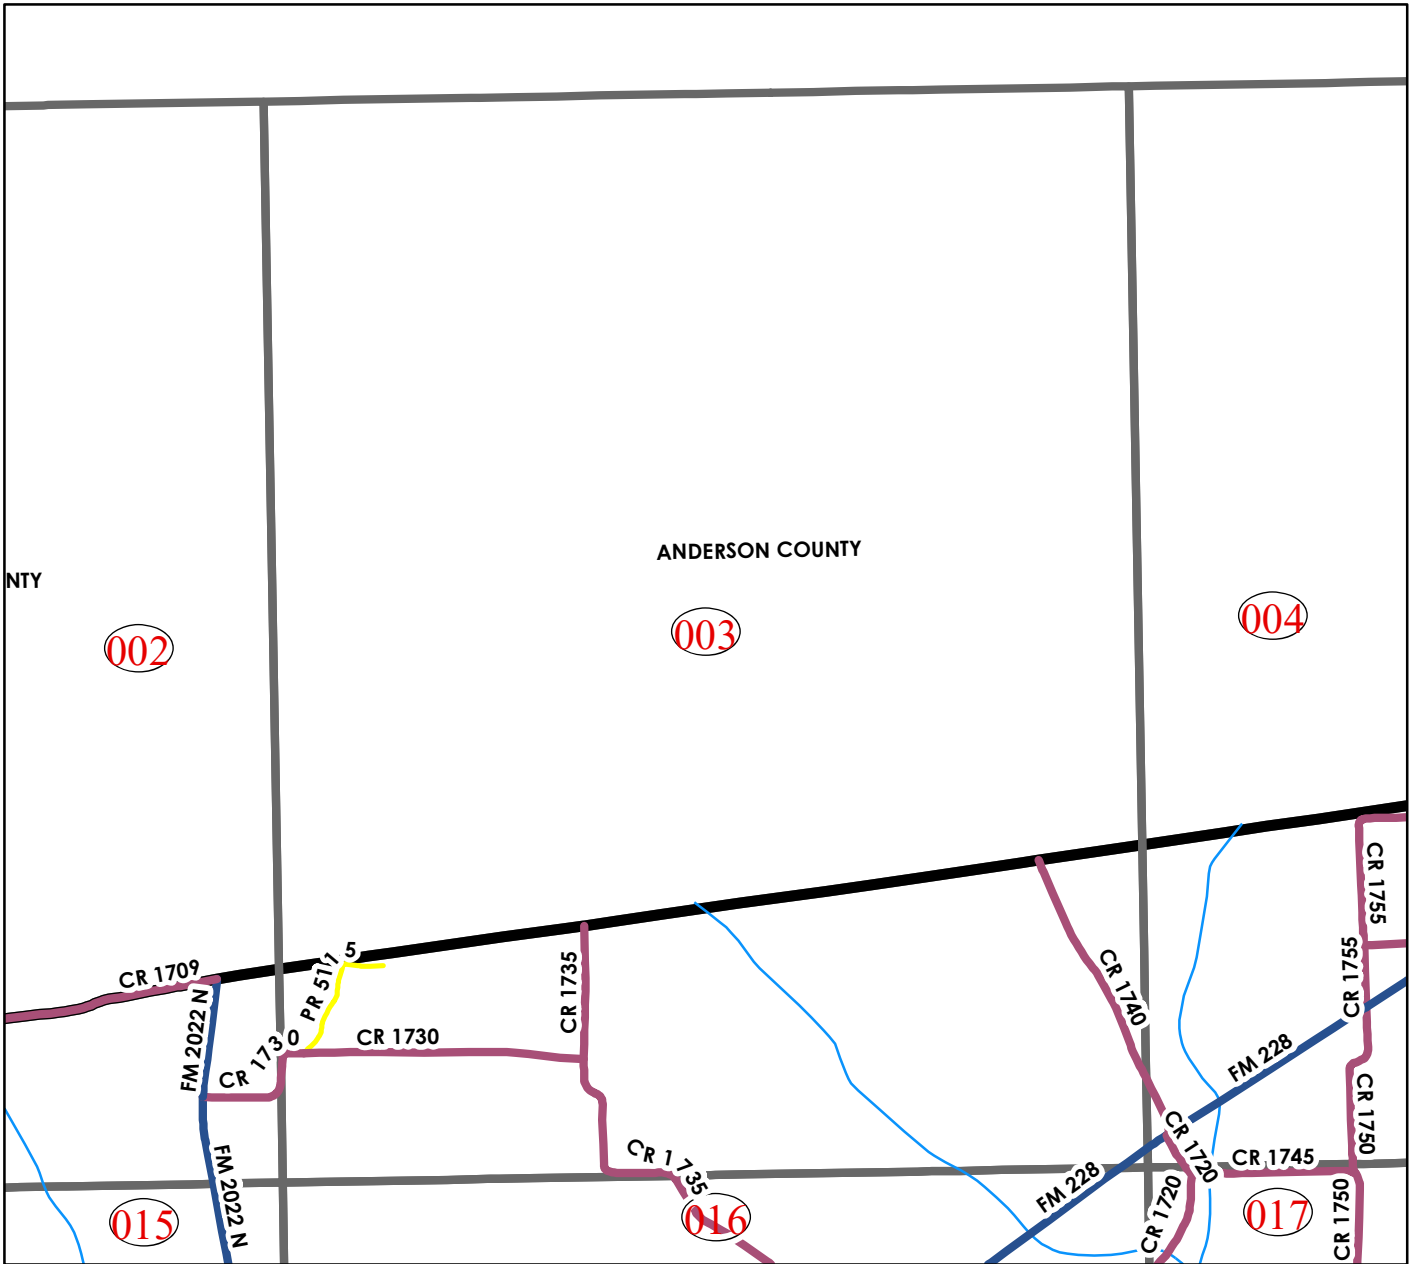 ANDERSON COUNTY
NTY
002
003
004
CR 1709
PR 5115
CR 1735
CR 1755
CR 1755
CR 1740
FM 2022 N
CR 1730
CR 1730
FM 228
CR 1750
FM 2022 N
CR 1735
CR 1720
CR 1745
FM 228
CR 1720
CR 1750
015
016
017